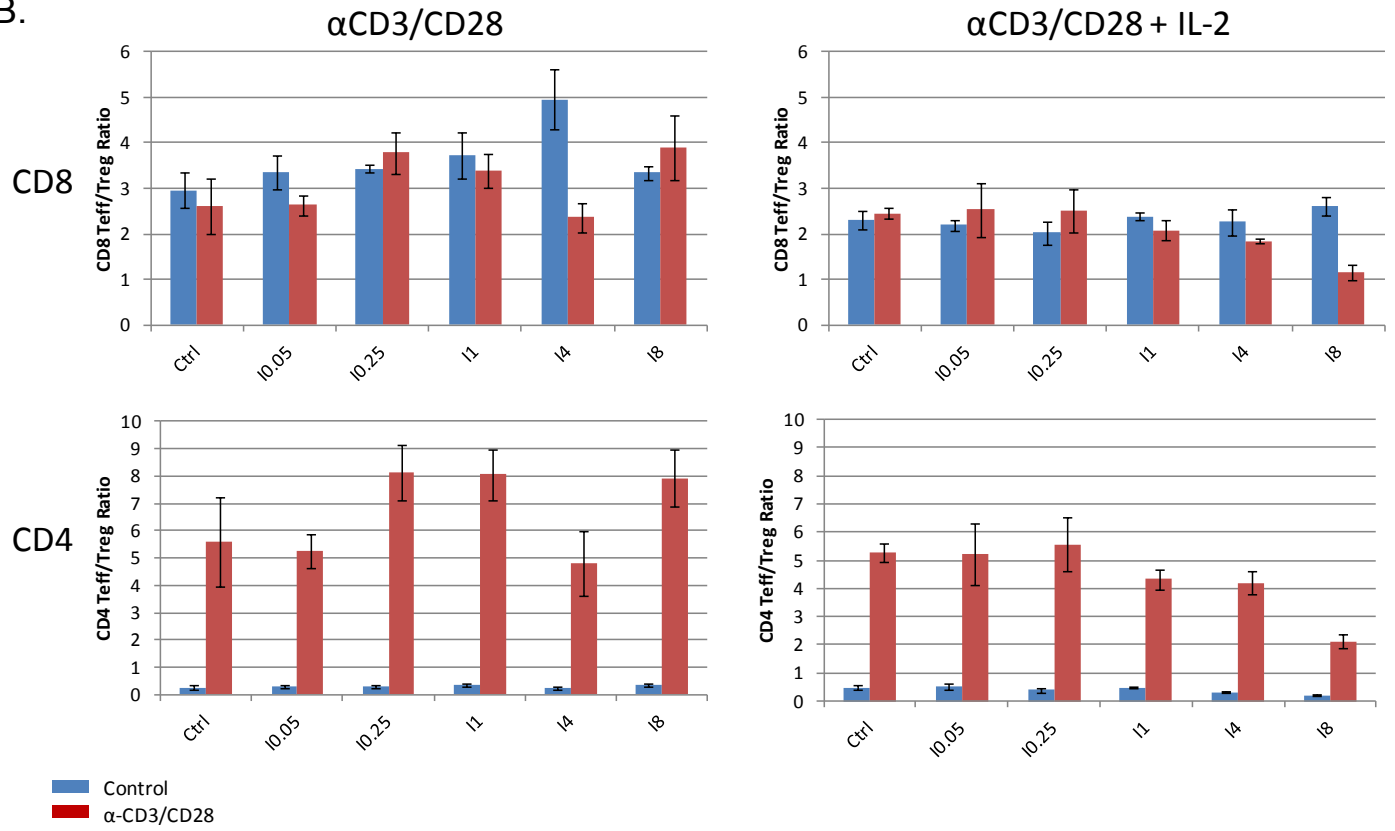 B.
αCD3/CD28
αCD3/CD28 + IL-2
CD8
CD8 Teff/Treg Ratio
6
5
4
3
2
1
0
Ctrl
I0.05
I0.25
I1
I4
I8
CD8 Teff/Treg Ratio
6
5
4
3
2
1
0
Ctrl
I0.05
I0.25
I1
I4
I8
CD4
CD4 Teff/Treg Ratio
10
9
8
7
6
5
4
3
2
1
0
Ctrl
I0.05
I0.25
I1
I4
I8
CD4 Teff/Treg Ratio
10
9
8
7
6
5
4
3
2
1
0
Ctrl
I0.05
I0.25
I1
I4
I8
Control
α-CD3/CD28